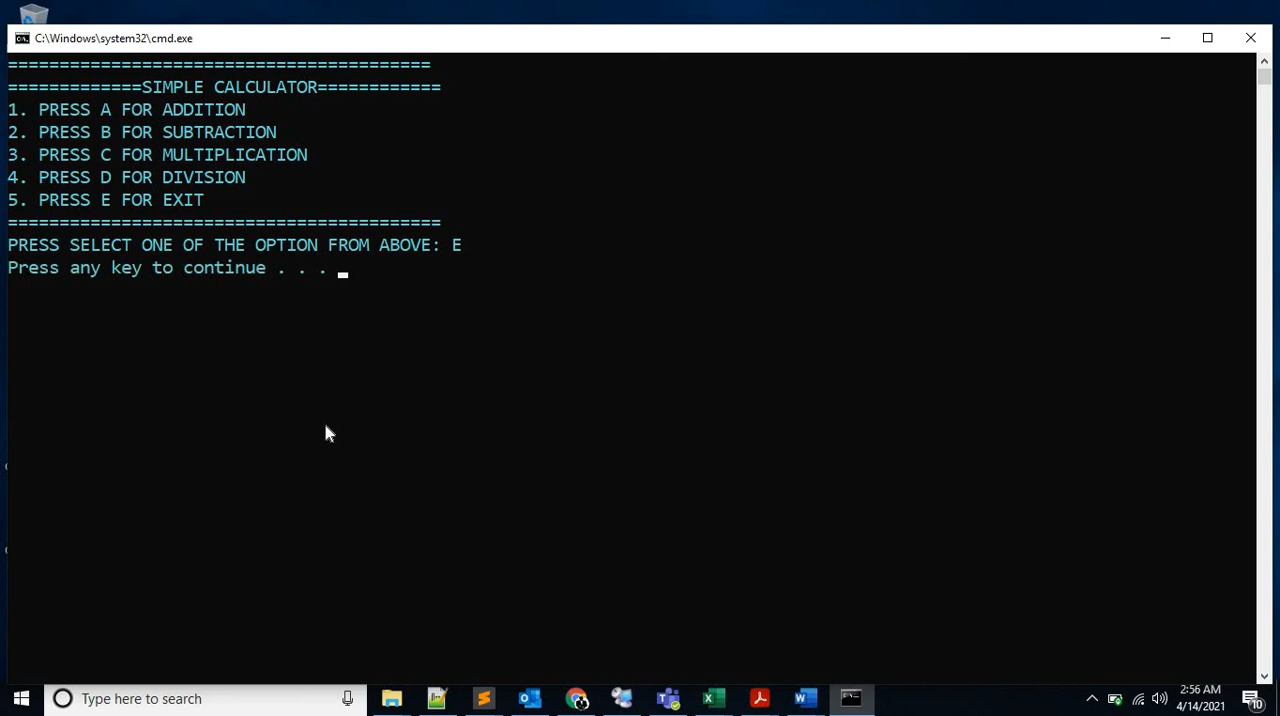 C:\Windows\system32\cmd.exe
=========================================
=============SIMPLE CALCULATOR============
1. PRESS A FOR ADDITION
2. PRESS B FOR SUBTRACTION
3. PRESS C FOR MULTIPLICATION
4. PRESS D FOR DIVISION
5. PRESS E FOR EXIT
==========================================
PRESS SELECT ONE OF THE OPTION FROM ABOVE: E
Press any key to continue . . .
Type here to search
2:56 AM
4/14/2021
10